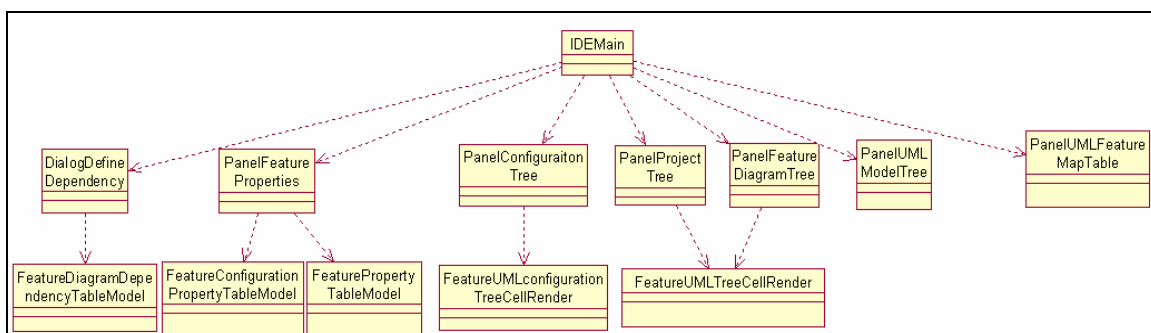 IDEMain
DialogDefine
Dependency
PanelFeature
Properties
PanelConfiguraiton
Tree
PanelProject
Tree
PanelFeature
DiagramTree
PanelUML
ModelTree
PanelUMLFeature
MapTable
FeatureDiagramDepe
ndencyTableModel
FeatureConfiguration
PropertyTableModel
FeatureProperty
TableModel
FeatureUMLconfiguration
TreeCellRender
FeatureUMLTreeCellRender